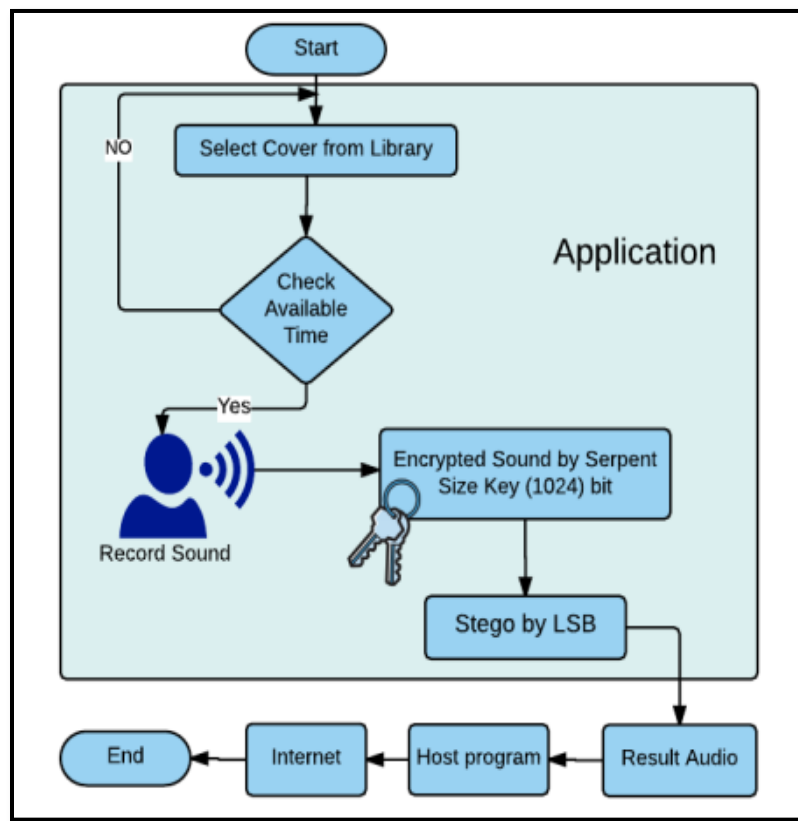 Start
NO
Select Cover from Library
Application
Check
Available
Time
Yes
Record Sound
Encrypted Sound by Serpent
Size Key (1024) bit
Stego by LSB
End
Internet
Host program
Result Audio